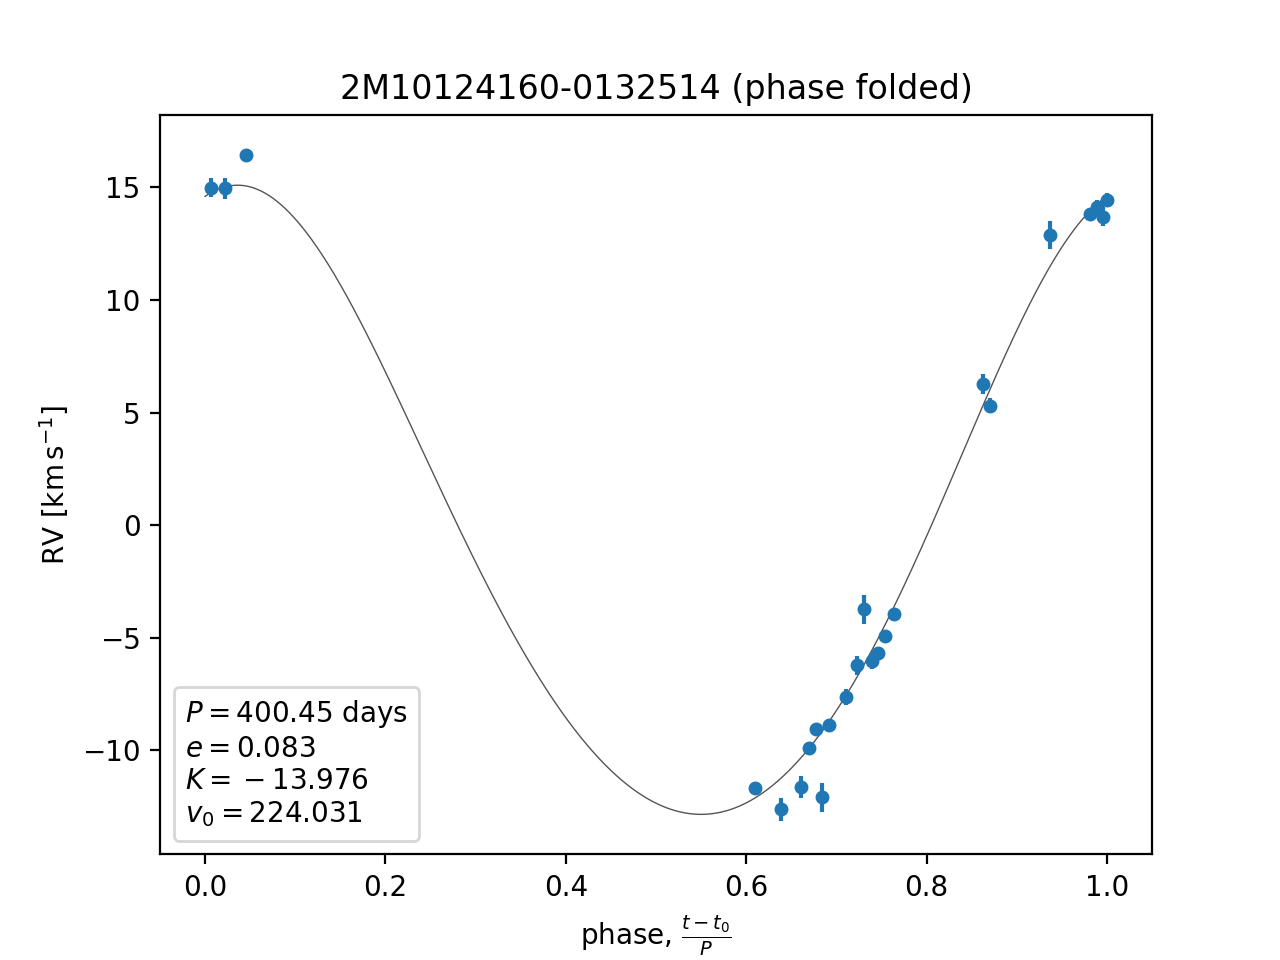 2M10124160-0132514 (phase folded)
15
10
5
0
−5
−10
RV [km s⁻¹]
P = 400.45 days
e = 0.083
K = −13.976
v₀ = 224.031
0.0 0.2 0.4 0.6 0.8 1.0
phase, (t − t₀)/P